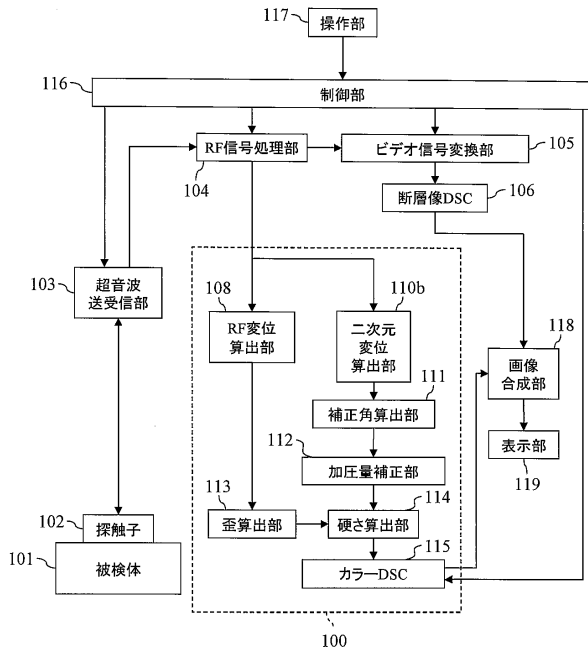 117
操作部
116
制御部
RF信号処理部
104
ビデオ信号変換部
105
断層像DSC
106
103
超音波
送受信部
108
RF変位
算出部
110b
二次元
変位
算出部
118
画像
合成部
111
補正角算出部
112
加圧量補正部
表示部
119
113
歪算出部
114
硬さ算出部
102
探触子
115
カラーDSC
101
被検体
100